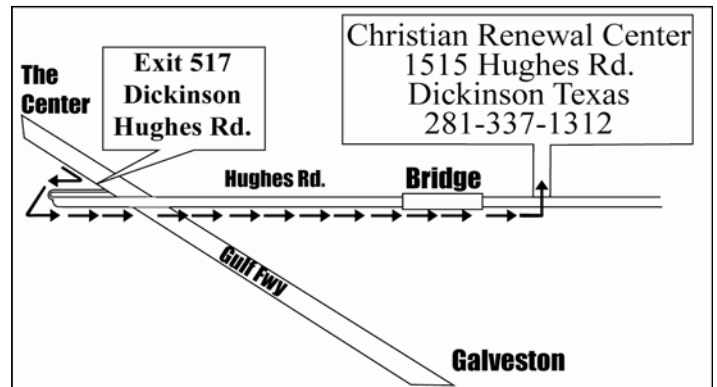 The
Center
Exit 517
Dickinson
Hughes Rd.
Christian Renewal Center
1515 Hughes Rd.
Dickinson Texas
281-337-1312
Hughes Rd.
Bridge
Gulf Fwy
Galveston